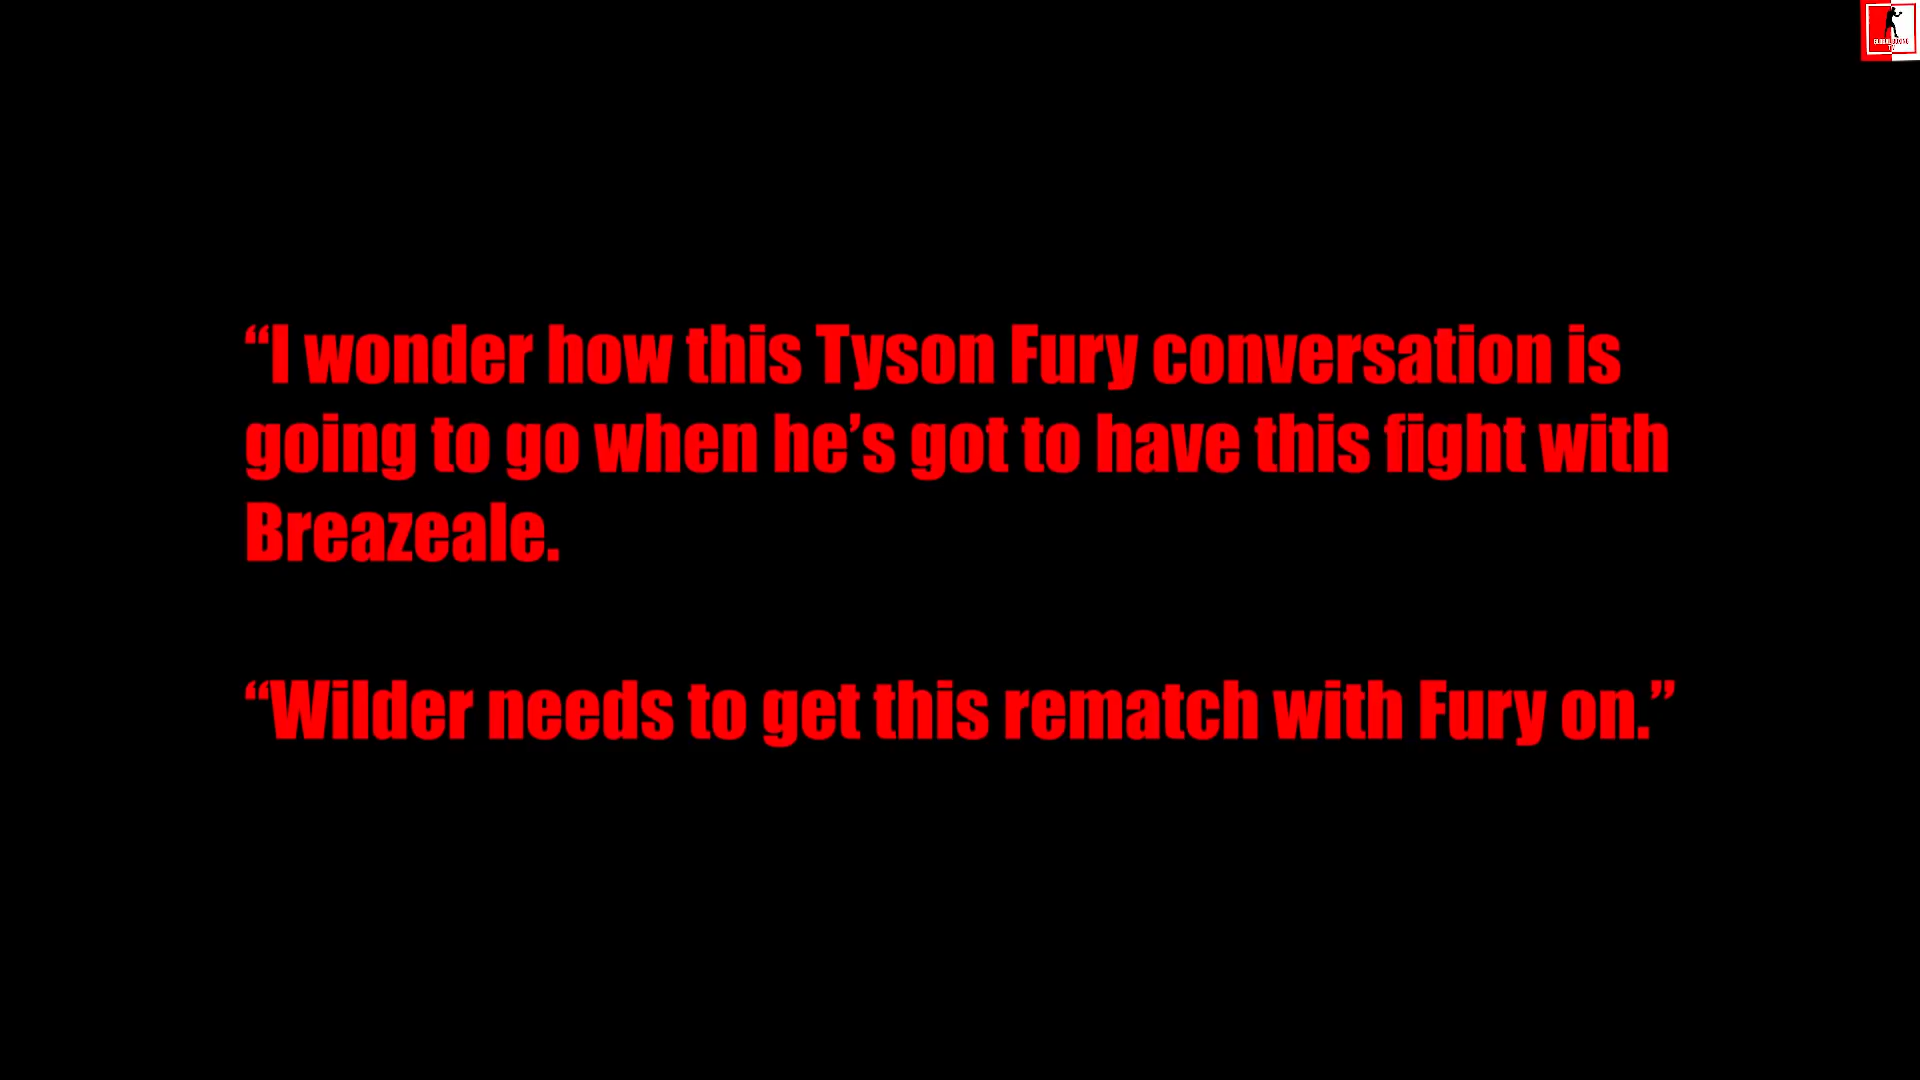 “I wonder how this Tyson Fury conversation is
going to go when he’s got to have this fight with
Breazeale.
“Wilder needs to get this rematch with Fury on.”